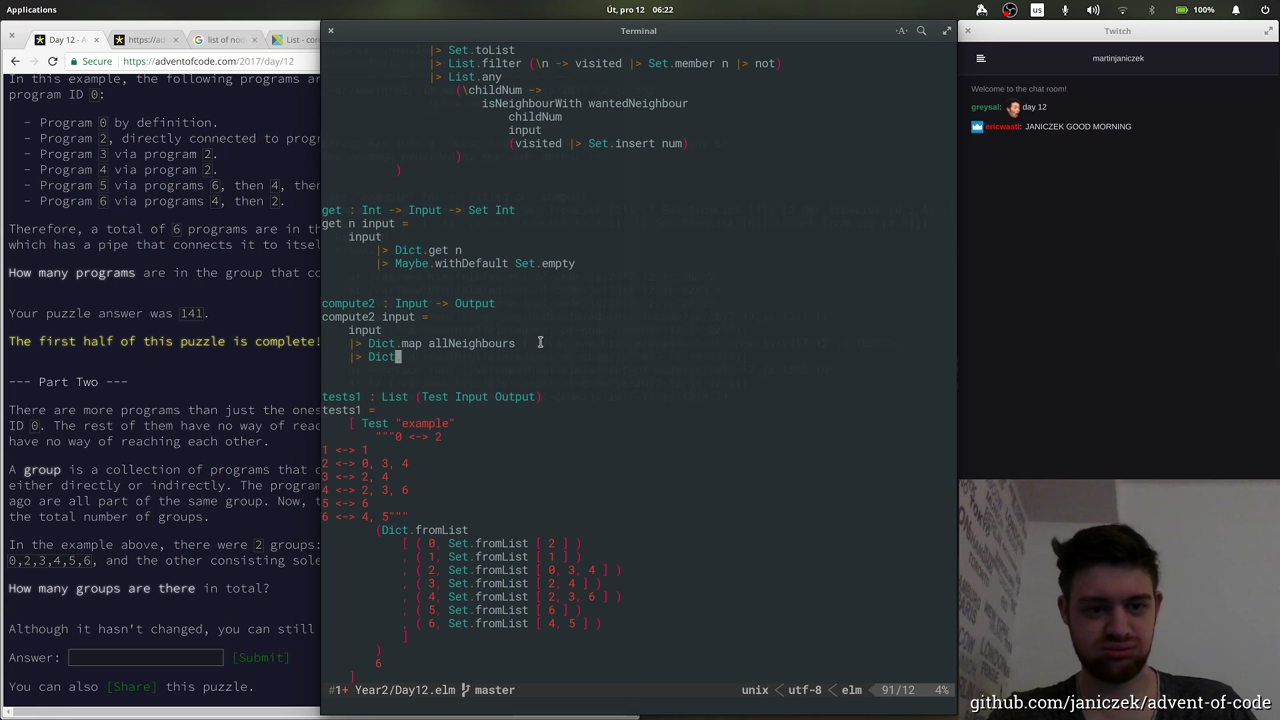 Applications
Út, pro 12 06:22
us
100%
Day 12 - A
https://ad
list of no
List - co
Terminal
Twitch
Secure
https://adventofcode.com/2017/day/12
In this example, the following programs are
program ID 0:
- Program 0 by definition.
- Program 2, directly connected to progr
- Program 3 via program 2.
- Program 4 via program 2.
- Program 5 via programs 6, then 4, then
- Program 6 via programs 4, then 2.
Therefore, a total of 6 programs are in th
which has a pipe that connects it to itsel
How many programs are in the group that co
Your puzzle answer was 141.
The first half of this puzzle is complete!
--- Part Two ---
There are more programs than just the ones
ID 0. The rest of them have no way of reac
have no way of reaching each other.
A group is a collection of programs that c
either directly or indirectly. The program
ago are all part of the same group. Now, t
the total number of groups.
In the example above, there were 2 groups:
0,2,3,4,5,6, and the other consisting sole
How many groups are there in total?
Although it hasn't changed, you can still
Answer: [Submit]
You can also [Share] this puzzle.
|> Set.toList
|> List.filter (\n -> visited |> Set.member n |> not)
|> List.any
(\childNum ->
isNeighbourWith wantedNeighbour
childNum
input
(visited |> Set.insert num)
)
)
get : Int -> Input -> Set Int
get n input =
input
|> Dict.get n
|> Maybe.withDefault Set.empty
compute2 : Input -> Output
compute2 input =
input
|> Dict.map allNeighbours
|> Dict
tests1 : List (Test Input Output)
tests1 =
[ Test "example"
"""0 <-> 2
1 <-> 1
2 <-> 0, 3, 4
3 <-> 2, 4
4 <-> 2, 3, 6
5 <-> 6
6 <-> 4, 5"""
(Dict.fromList
[ ( 0, Set.fromList [ 2 ] )
, ( 1, Set.fromList [ 1 ] )
, ( 2, Set.fromList [ 0, 3, 4 ] )
, ( 3, Set.fromList [ 2, 4 ] )
, ( 4, Set.fromList [ 2, 3, 6 ] )
, ( 5, Set.fromList [ 6 ] )
, ( 6, Set.fromList [ 4, 5 ] )
]
)
6
]
#1+ Year2/Day12.elm master unix < utf-8 < elm 91/12 4%
martinjaniczek
Welcome to the chat room!
greysal: day 12
ericwastl: JANICZEK GOOD MORNING
github.com/janiczek/advent-of-code